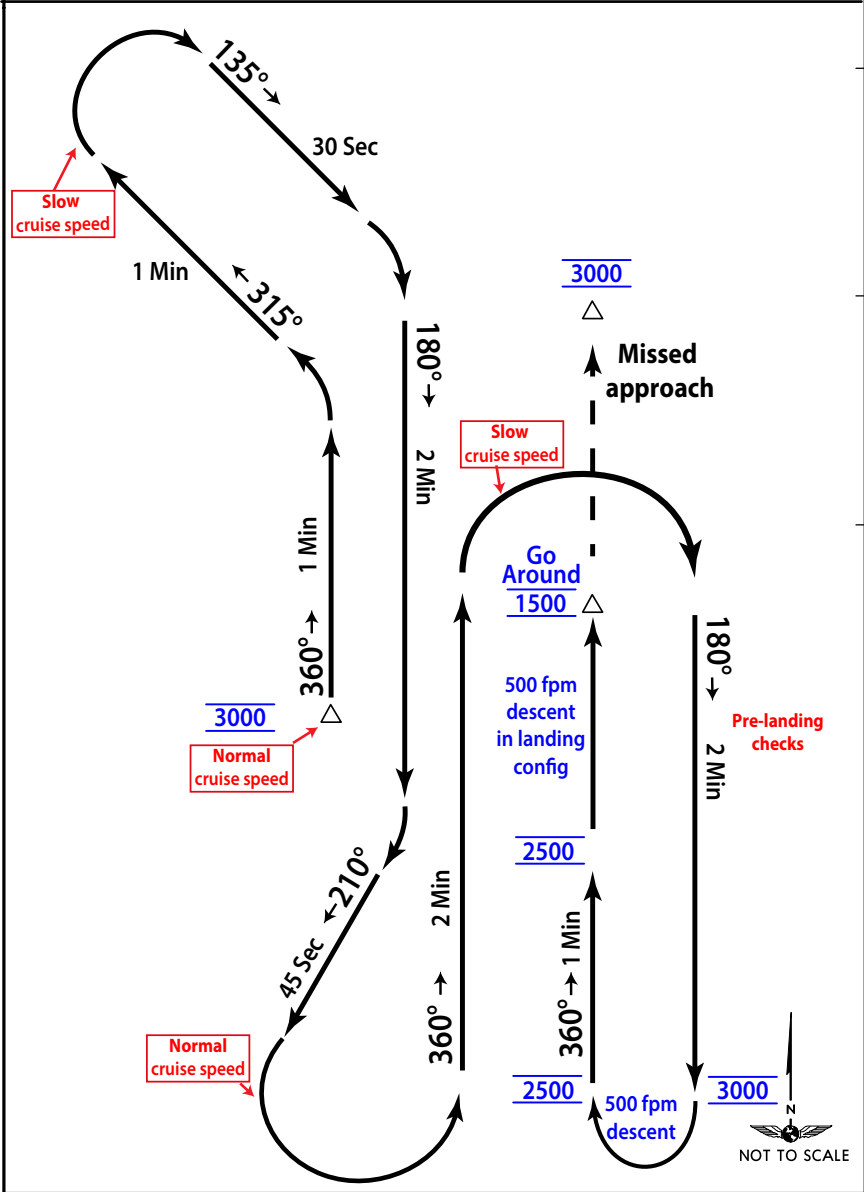 135° →
30 Sec
Slow
cruise speed
1 Min
← 315°
3000
Missed
approach
180° →
2 Min
Slow
cruise speed
360° → 1 Min
Go
Around
1500
180° →
2 Min
3000
Normal
cruise speed
500 fpm
descent
in landing
config
Pre-landing
checks
2500
←210°
45 Sec
360° → 2 Min
360°→ 1 Min
Normal
cruise speed
2500
500 fpm
descent
3000
N
NOT TO SCALE